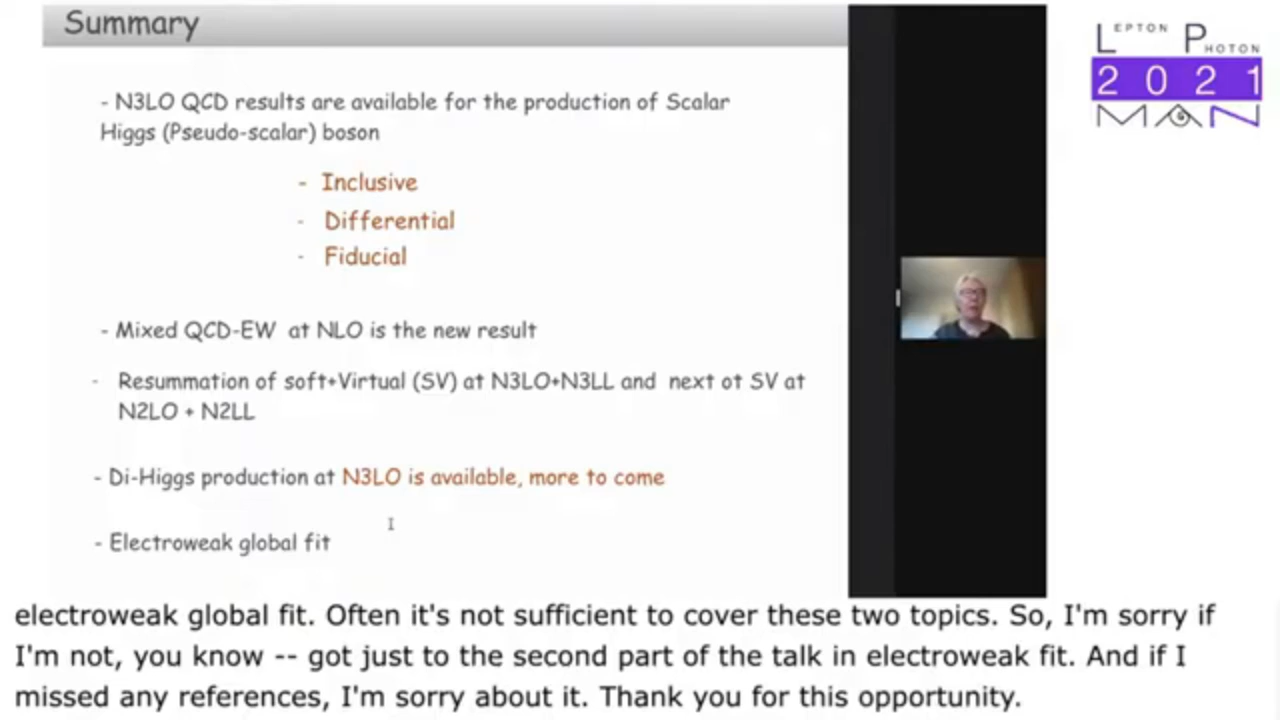 Summary
- N3LO QCD results are available for the production of Scalar
Higgs (Pseudo-scalar) boson
- Inclusive
- Differential
- Fiducial
- Mixed QCD-EW at NLO is the new result
- Resummation of soft+Virtual (SV) at N3LO+N3LL and next ot SV at
N2LO + N2LL
- Di-Higgs production at N3LO is available, more to come
- Electroweak global fit
LEPTON PHOTON
2021
MAN
electroweak global fit. Often it's not sufficient to cover these two topics. So, I'm sorry if
I'm not, you know -- got just to the second part of the talk in electroweak fit. And if I
missed any references, I'm sorry about it. Thank you for this opportunity.